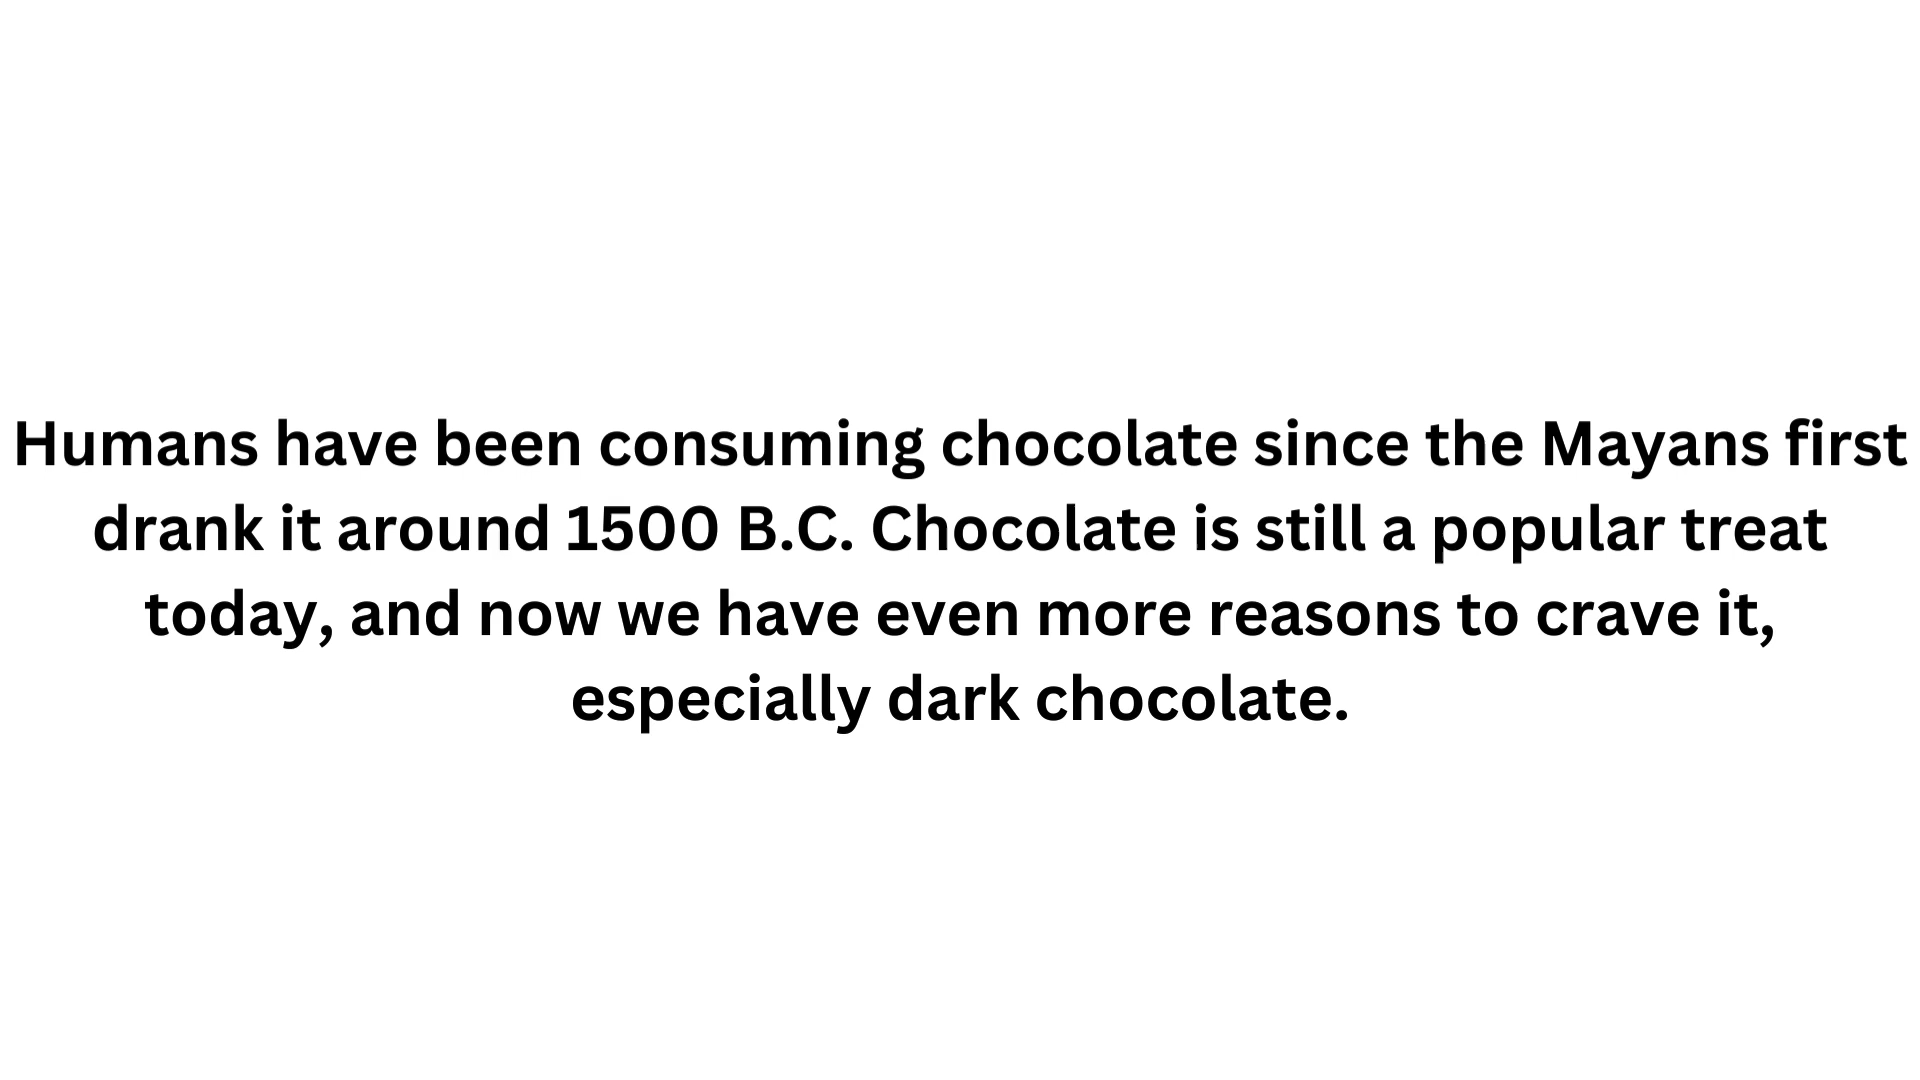 Humans have been consuming chocolate since the Mayans first
drank it around 1500 B.C. Chocolate is still a popular treat
today, and now we have even more reasons to crave it,
especially dark chocolate.